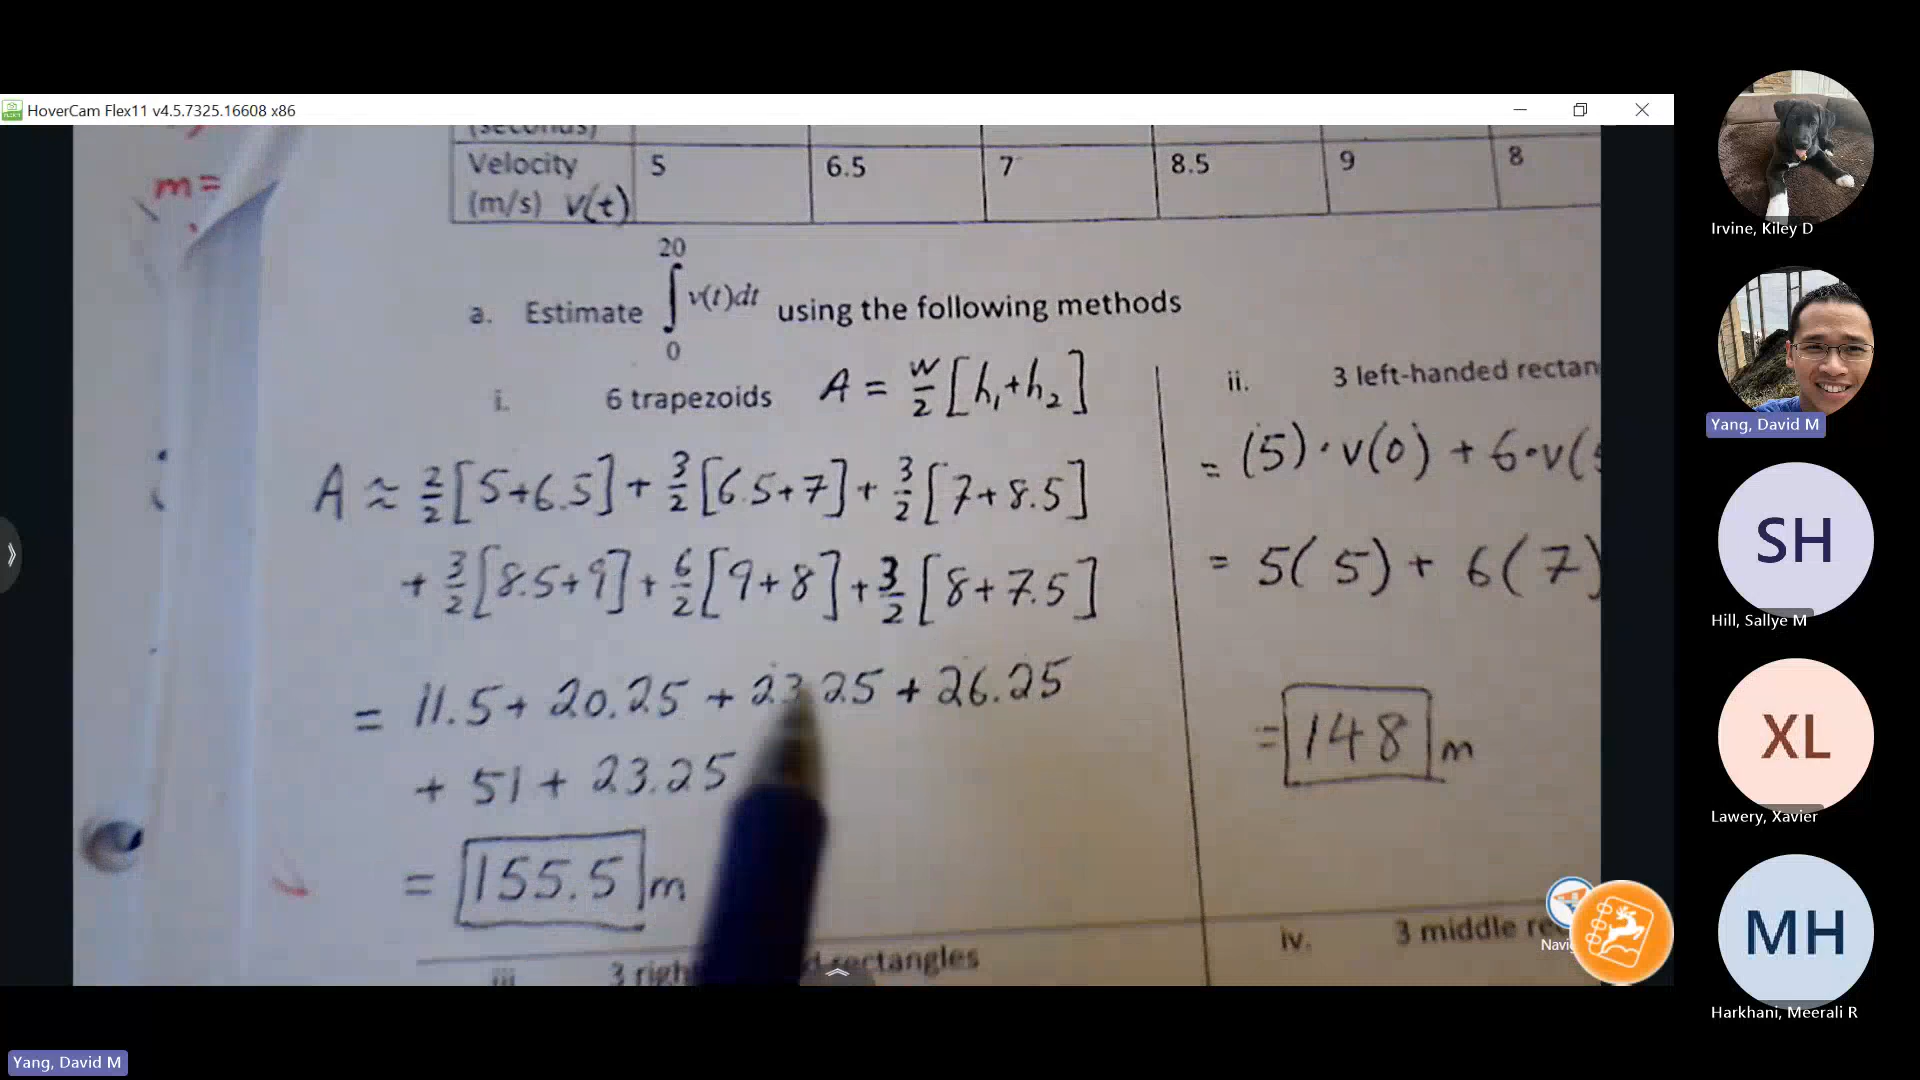 HoverCam Flex11 v4.5.7325.16608 x86
m=
(seconds)
Velocity (m/s) v(t) 5 6.5 7 8.5 9 8
a. Estimate ∫₀²⁰ v(t)dt using the following methods
i. 6 trapezoids A = w/2 [h₁+h₂]
A ≈ 2/2[5+6.5] + 3/2[6.5+7] + 3/2[7+8.5]
+ 3/2[8.5+9] + 6/2[9+8] + 3/2[8+7.5]
= 11.5 + 20.25 + 23.25 + 26.25
+ 51 + 23.25
= 155.5 m
ii. 3 left-handed
= (5)·v(0) + 6·v(
= 5(5) + 6(7)
= 148 m
iii 3 rectangles
iv. 3 middle
Irvine, Kiley D
Yang, David M
SH
Hill, Sallye M
XL
Lawery, Xavier
MH
Harkhani, Meerali R
Yang, David M